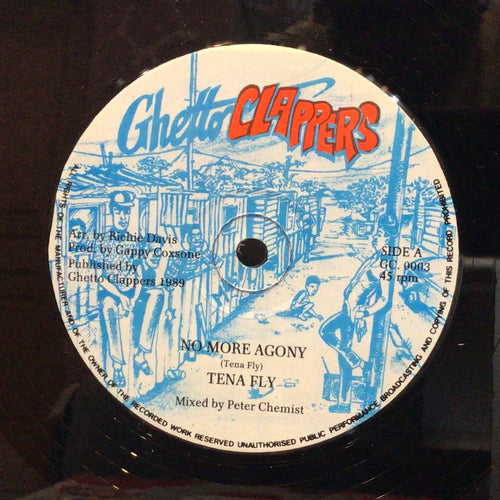 Ghetto CLAPPERS
Arr. by Richie Davis
Prod. by Gappy Coxsone
Published by
Ghetto Clappers 1989
SIDE A
GC. 0003
45 rpm
NO MORE AGONY
(Tena Fly)
TENA FLY
Mixed by Peter Chemist
ALL RIGHTS OF THE MANUFACTURER AND OF THE OWNER OF THE RECORDED WORK RESERVED UNAUTHORISED PUBLIC PERFORMANCE BROADCASTING AND COPYING OF THIS RECORD PROHIBITED